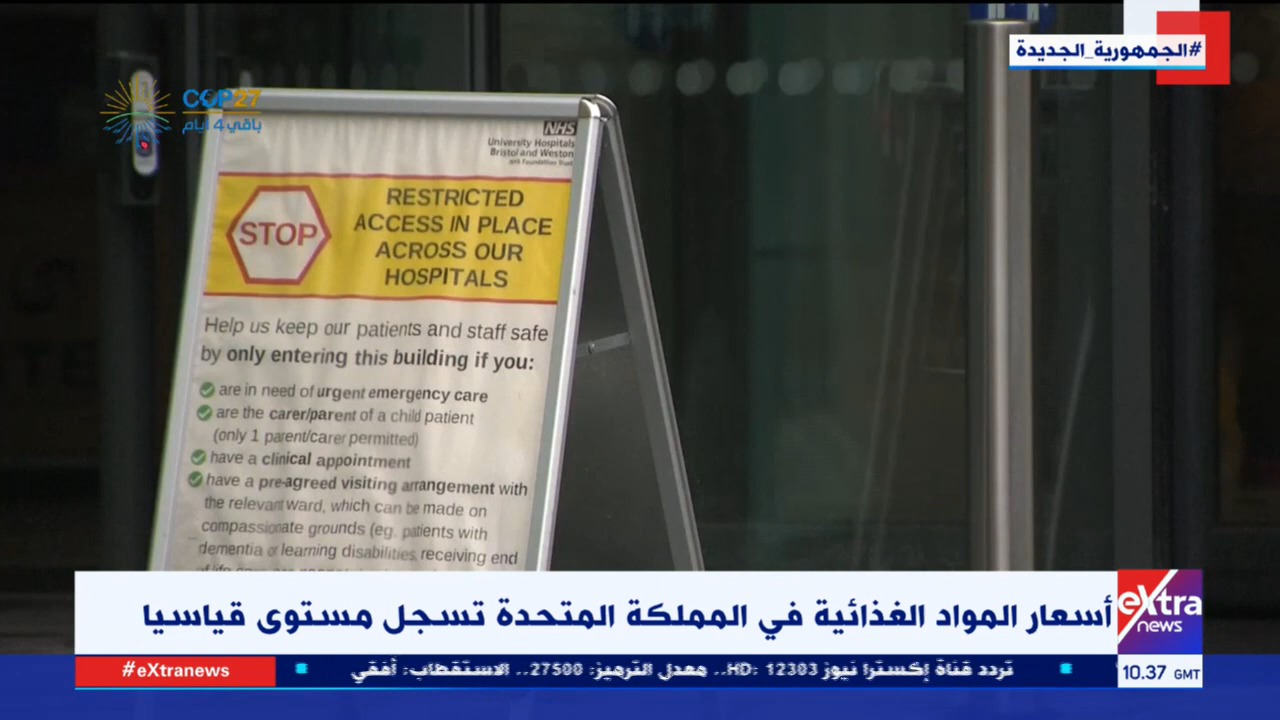 #الجمهورية_الجديدة
COP27
باقي 4 أيام
NHS
University Hospitals
Bristol and Weston
NHS Foundation Trust
STOP
RESTRICTED
ACCESS IN PLACE
ACROSS OUR
HOSPITALS
Help us keep our patients and staff safe
by only entering this building if you:
are in need of urgent emergency care
are the carer/parent of a child patient
(only 1 parent/carer permitted)
have a clinical appointment
have a pre-agreed visiting arrangement with
the relevant ward, which can be made on
compassionate grounds (eg. patients with
dementia or learning disabilities, receiving end
أسعار المواد الغذائية في المملكة المتحدة تسجل مستوى قياسيا
eXtra
news
#eXtranews
تردد قناة إكسترا نيوز HD: 12303.. معدل الترميز: 27500.. الاستقطاب: أفقي
10.37 GMT